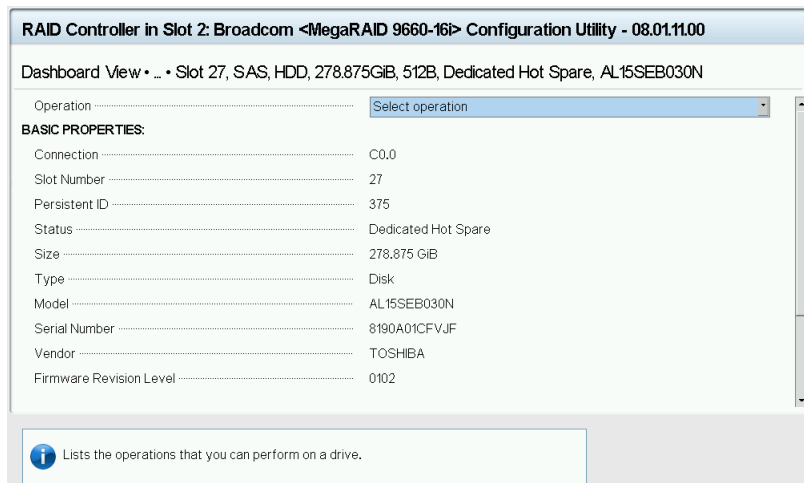 RAID Controller in Slot 2: Broadcom <MegaRAID 9660-16i> Configuration Utility - 08.01.11.00
Dashboard View • ... • Slot 27, SAS, HDD, 278.875GiB, 512B, Dedicated Hot Spare, AL15SEB030N
Operation Select operation
BASIC PROPERTIES:
Connection C0.0
Slot Number 27
Persistent ID 375
Status Dedicated Hot Spare
Size 278.875 GiB
Type Disk
Model AL15SEB030N
Serial Number 8190A01CFVJF
Vendor TOSHIBA
Firmware Revision Level 0102
Lists the operations that you can perform on a drive.